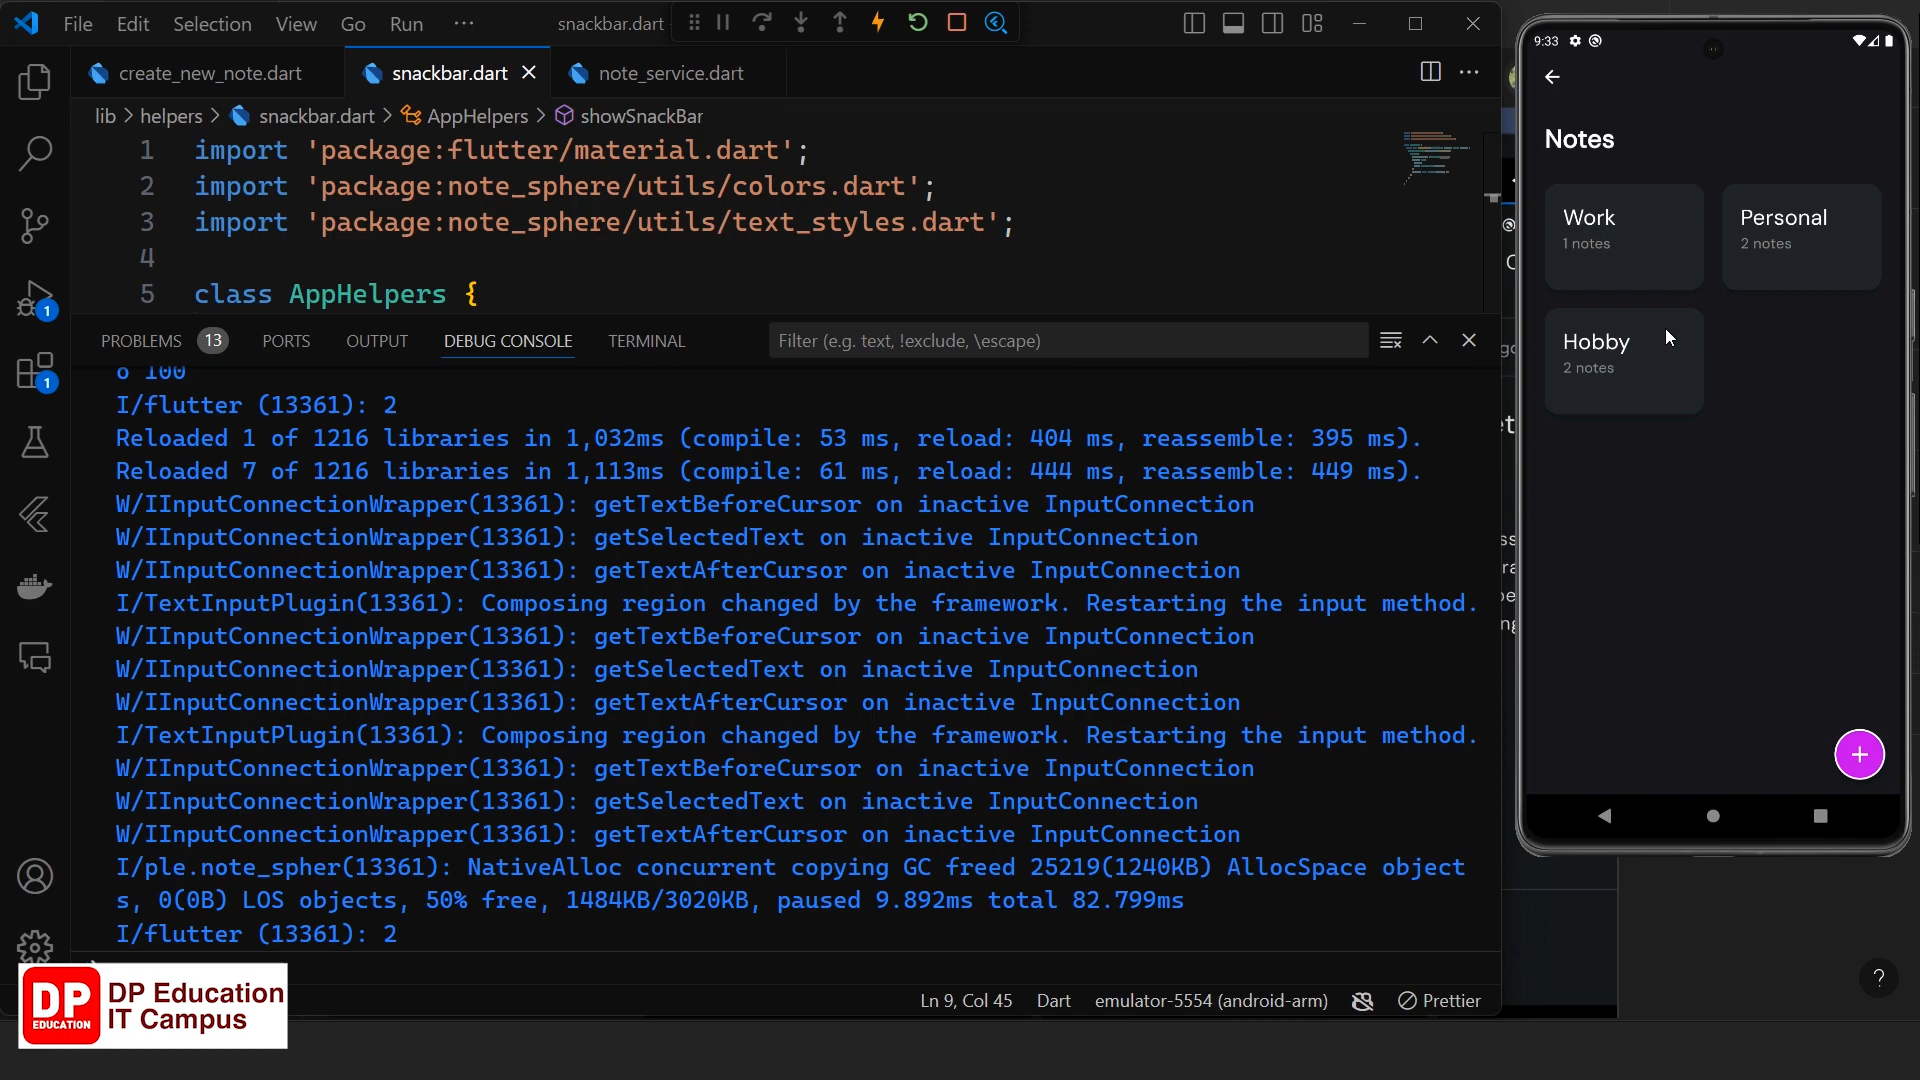 File Edit Selection View Go Run ··· snackbar.dart
create_new_note.dart snackbar.dart note_service.dart
lib > helpers > snackbar.dart > AppHelpers > showSnackBar
1 import 'package:flutter/material.dart';
2 import 'package:note_sphere/utils/colors.dart';
3 import 'package:note_sphere/utils/text_styles.dart';
4
5 class AppHelpers {
PROBLEMS 13 PORTS OUTPUT DEBUG CONSOLE TERMINAL Filter (e.g. text, !exclude, \escape)
o 100
I/flutter (13361): 2
Reloaded 1 of 1216 libraries in 1,032ms (compile: 53 ms, reload: 404 ms, reassemble: 395 ms).
Reloaded 7 of 1216 libraries in 1,113ms (compile: 61 ms, reload: 444 ms, reassemble: 449 ms).
W/IInputConnectionWrapper(13361): getTextBeforeCursor on inactive InputConnection
W/IInputConnectionWrapper(13361): getSelectedText on inactive InputConnection
W/IInputConnectionWrapper(13361): getTextAfterCursor on inactive InputConnection
I/TextInputPlugin(13361): Composing region changed by the framework. Restarting the input method.
W/IInputConnectionWrapper(13361): getTextBeforeCursor on inactive InputConnection
W/IInputConnectionWrapper(13361): getSelectedText on inactive InputConnection
W/IInputConnectionWrapper(13361): getTextAfterCursor on inactive InputConnection
I/TextInputPlugin(13361): Composing region changed by the framework. Restarting the input method.
W/IInputConnectionWrapper(13361): getTextBeforeCursor on inactive InputConnection
W/IInputConnectionWrapper(13361): getSelectedText on inactive InputConnection
W/IInputConnectionWrapper(13361): getTextAfterCursor on inactive InputConnection
I/ple.note_spher(13361): NativeAlloc concurrent copying GC freed 25219(1240KB) AllocSpace object
s, 0(0B) LOS objects, 50% free, 1484KB/3020KB, paused 9.892ms total 82.799ms
I/flutter (13361): 2
Ln 9, Col 45 Dart emulator-5554 (android-arm) Prettier
1
1
DP
EDUCATION
DP Education
IT Campus
9:33
Notes
Work
1 notes
Personal
2 notes
Hobby
2 notes
+
?